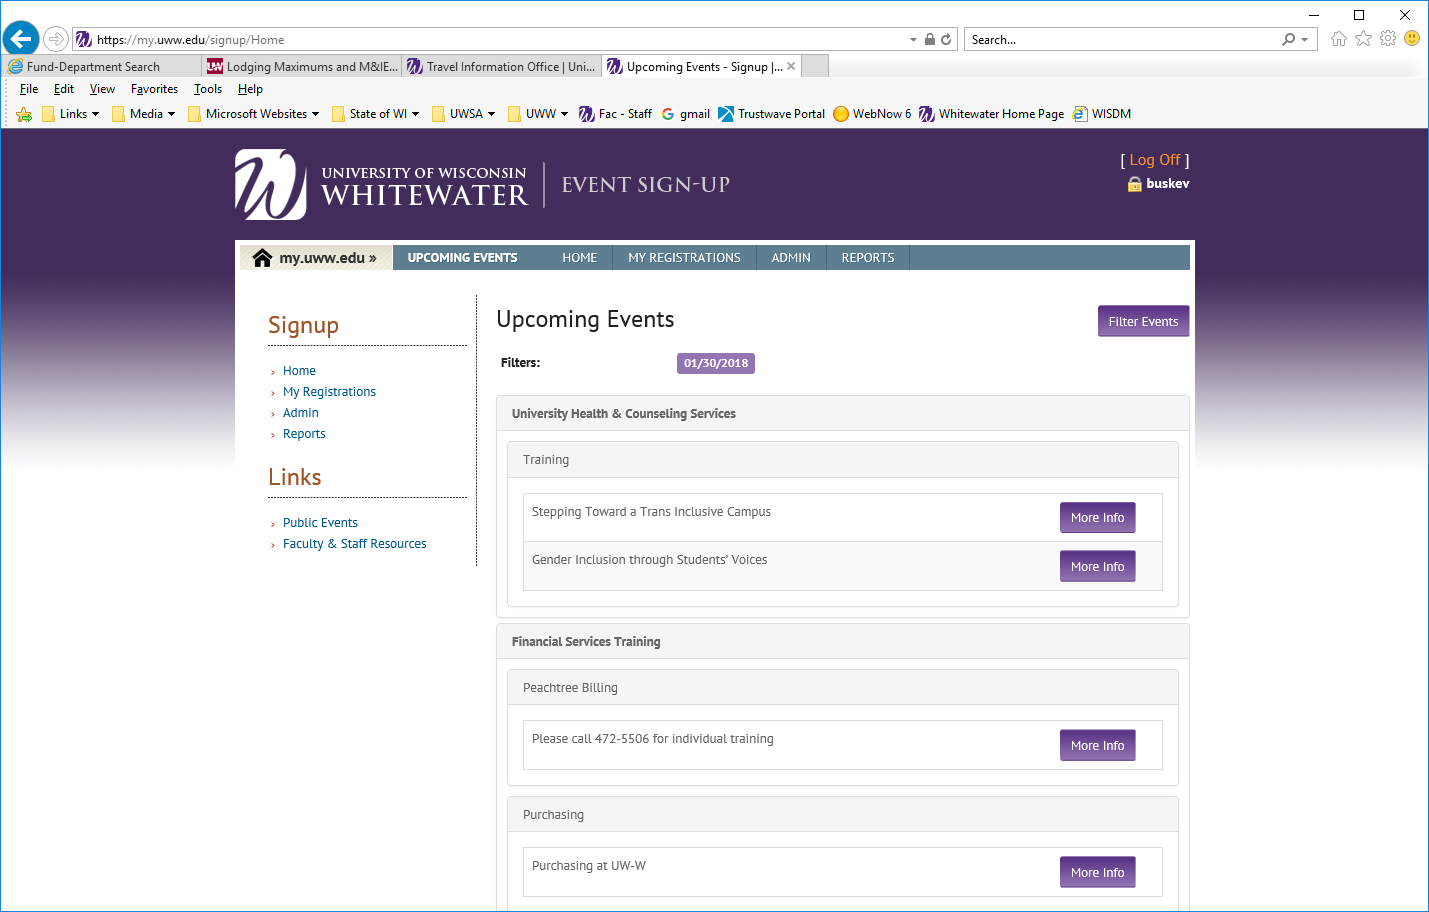 https://my.uww.edu/signup/Home
Search...
Fund-Department Search
UW Lodging Maximums and M&IE...
Travel Information Office | Uni...
Upcoming Events - Signup |...
File Edit View Favorites Tools Help
Links Media Microsoft Websites State of WI UWSA UWW Fac - Staff gmail Trustwave Portal WebNow 6 Whitewater Home Page WISDM
W
UNIVERSITY OF WISCONSIN
WHITEWATER
EVENT SIGN-UP
[ Log Off ]
buskev
my.uww.edu » UPCOMING EVENTS HOME MY REGISTRATIONS ADMIN REPORTS
Signup
› Home
› My Registrations
› Admin
› Reports
Links
› Public Events
› Faculty & Staff Resources
Upcoming Events
Filter Events
Filters: 01/30/2018
University Health & Counseling Services
Training
Stepping Toward a Trans Inclusive Campus More Info
Gender Inclusion through Students' Voices More Info
Financial Services Training
Peachtree Billing
Please call 472-5506 for individual training More Info
Purchasing
Purchasing at UW-W More Info